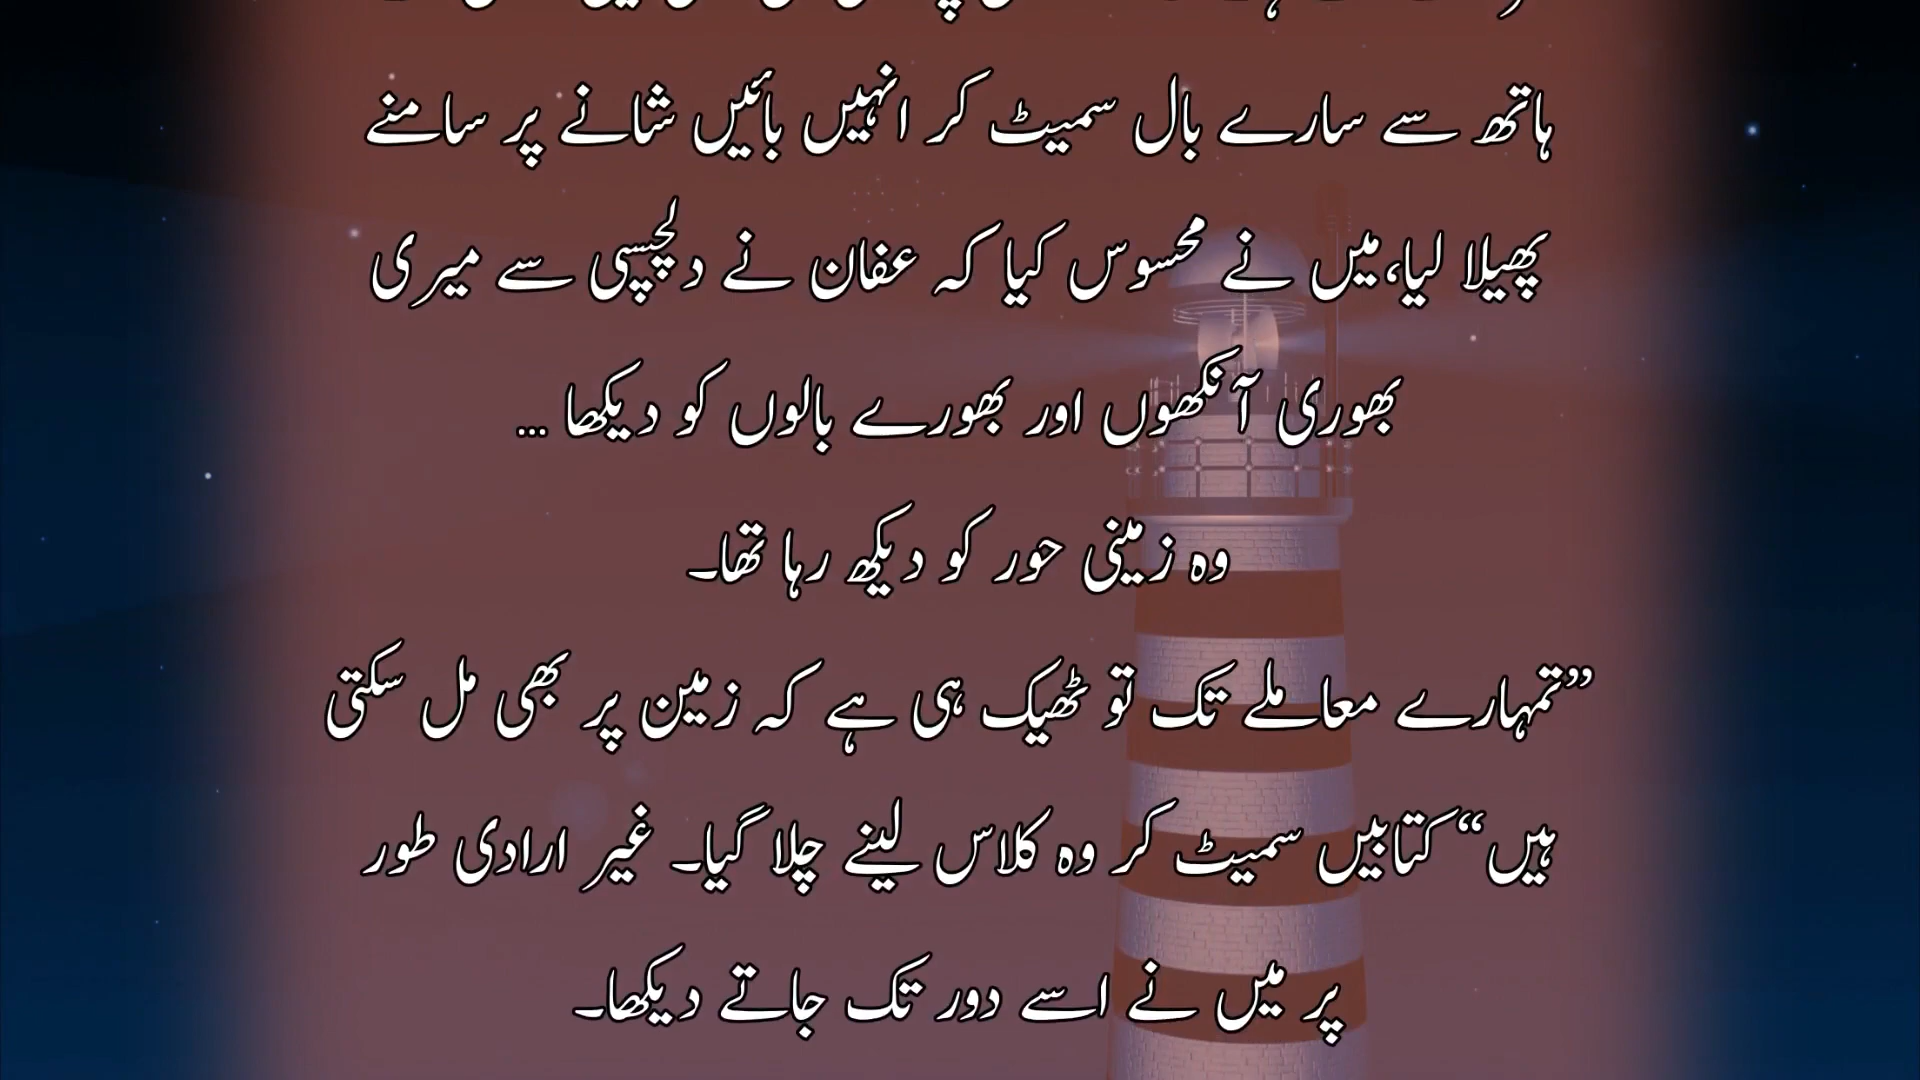 ہاتھ سے سارے بال سمیٹ کر انہیں بائیں شانے پر سامنے
پھیلا لیا،میں نے محسوس کیا کہ عفان نے دلچسپی سے میری
بھوری آنکھوں اور بھورے بالوں کو دیکھا ...
وہ زمینی حور کو دیکھ رہا تھا۔
”تمہارے معاملے تک تو ٹھیک ہی ہے کہ زمین پر بھی مل سکتی
ہیں“ کتابیں سمیٹ کر وہ کلاس لینے چلا گیا۔ غیر ارادی طور
پر میں نے اسے دور تک جاتے دیکھا۔